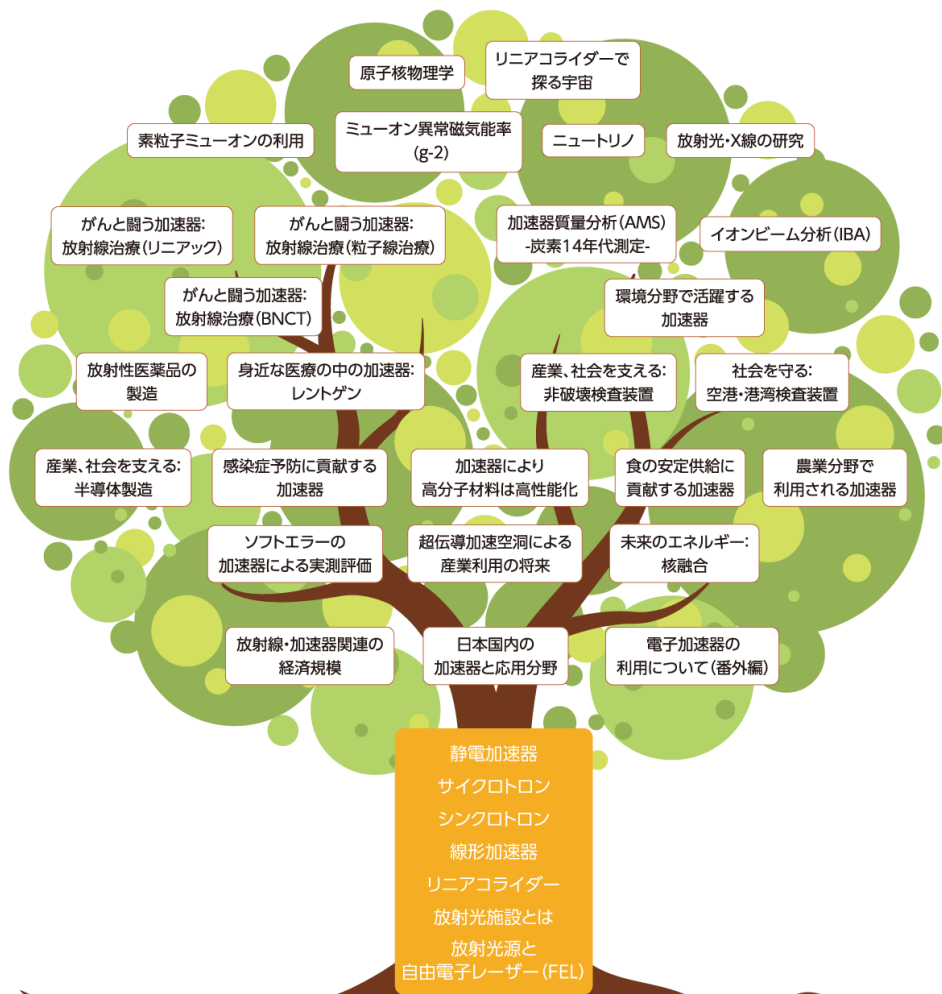 原子核物理学
リニアコライダーで
探る宇宙
素粒子ミューオンの利用
ミューオン異常磁気能率
(g-2)
ニュートリノ
放射光・X線の研究
がんと闘う加速器:
放射線治療(リニアック)
がんと闘う加速器:
放射線治療(粒子線治療)
加速器質量分析(AMS)
-炭素14年代測定-
イオンビーム分析(IBA)
がんと闘う加速器:
放射線治療(BNCT)
環境分野で活躍する
加速器
放射性医薬品の
製造
身近な医療の中の加速器:
レントゲン
産業、社会を支える:
非破壊検査装置
社会を守る:
空港・港湾検査装置
産業、社会を支える:
半導体製造
感染症予防に貢献する
加速器
加速器により
高分子材料は高性能化
食の安定供給に
貢献する加速器
農業分野で
利用される加速器
ソフトエラーの
加速器による実測評価
超伝導加速空洞による
産業利用の将来
未来のエネルギー:
核融合
放射線・加速器関連の
経済規模
日本国内の
加速器と応用分野
電子加速器の
利用について(番外編)
静電加速器
サイクロトロン
シンクロトロン
線形加速器
リニアコライダー
放射光施設とは
放射光源と
自由電子レーザー(FEL)